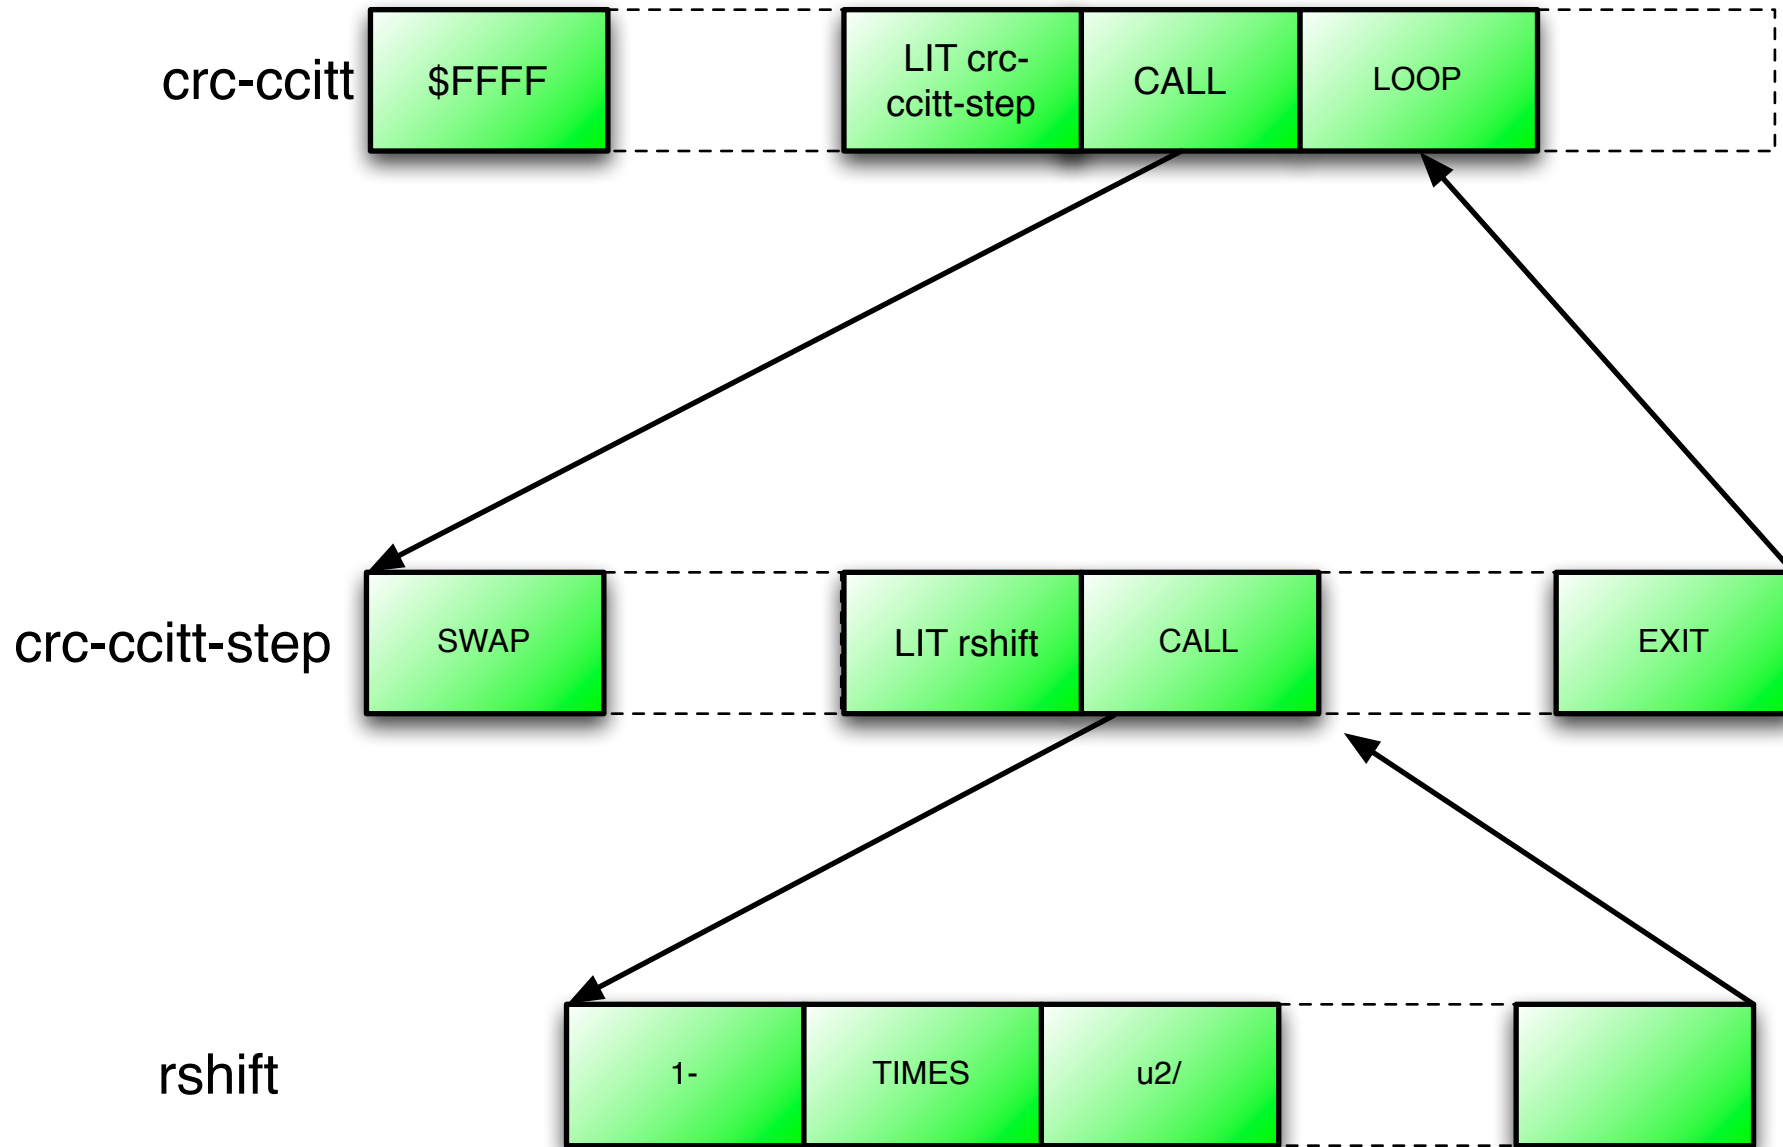 crc-ccitt
$FFFF
LIT crc-
ccitt-step
CALL
LOOP
crc-ccitt-step
SWAP
LIT rshift
CALL
EXIT
rshift
1-
TIMES
u2/